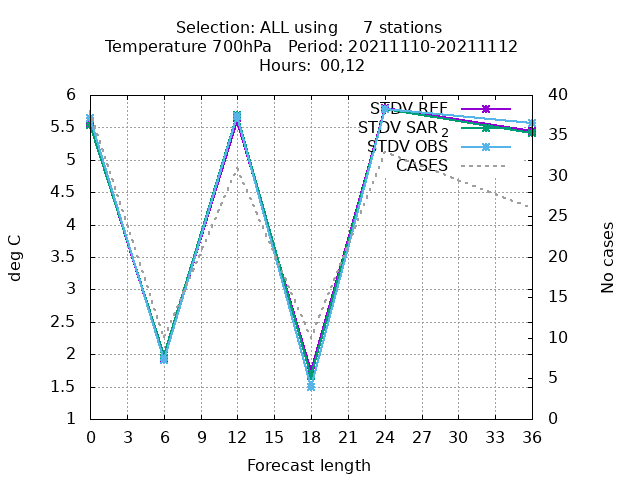 Selection: ALL using 7 stations
Temperature 700hPa Period: 20211110-20211112
Hours: 00,12
6
5.5
5
4.5
4
3.5
3
2.5
2
1.5
1
deg C
40
35
30
25
20
15
10
5
0
No cases
STDV REF
STDV SAR 2
STDV OBS
CASES
0 3 6 9 12 15 18 21 24 27 30 33 36
Forecast length